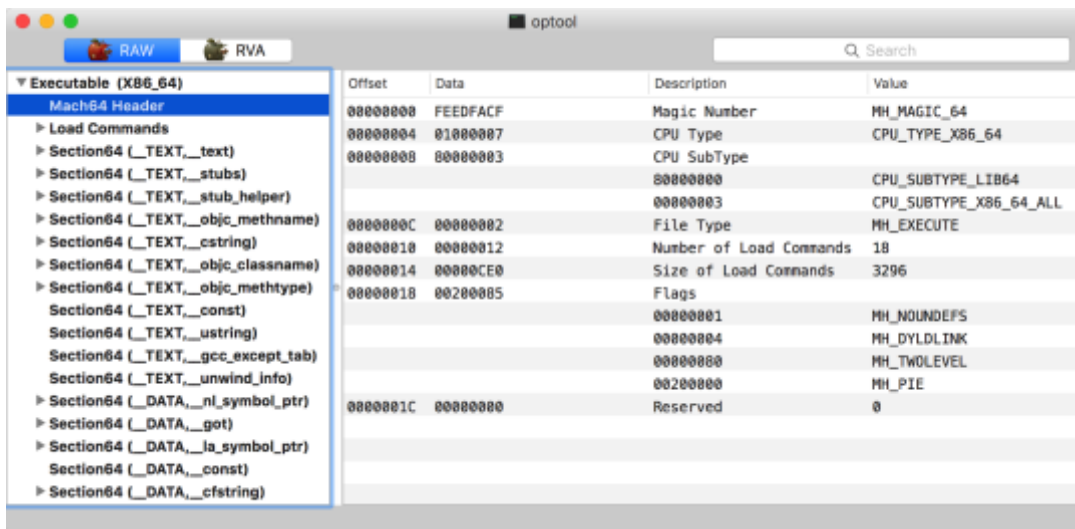 optool
RAW RVA Search
Executable (X86_64)
Mach64 Header
Load Commands
Section64 (__TEXT,__text)
Section64 (__TEXT,__stubs)
Section64 (__TEXT,__stub_helper)
Section64 (__TEXT,__objc_methname)
Section64 (__TEXT,__cstring)
Section64 (__TEXT,__objc_classname)
Section64 (__TEXT,__objc_methtype)
Section64 (__TEXT,__const)
Section64 (__TEXT,__ustring)
Section64 (__TEXT,__gcc_except_tab)
Section64 (__TEXT,__unwind_info)
Section64 (__DATA,__nl_symbol_ptr)
Section64 (__DATA,__got)
Section64 (__DATA,__la_symbol_ptr)
Section64 (__DATA,__const)
Section64 (__DATA,__cfstring)
Offset Data Description Value
00000000 FEEDFACF Magic Number MH_MAGIC_64
00000004 01000007 CPU Type CPU_TYPE_X86_64
00000008 80000003 CPU SubType
80000000 CPU_SUBTYPE_LIB64
00000003 CPU_SUBTYPE_X86_64_ALL
0000000C 00000002 File Type MH_EXECUTE
00000010 00000012 Number of Load Commands 18
00000014 00000CE0 Size of Load Commands 3296
00000018 00200085 Flags
00000001 MH_NOUNDEFS
00000004 MH_DYLDLINK
00000080 MH_TWOLEVEL
00200000 MH_PIE
0000001C 00000000 Reserved 0